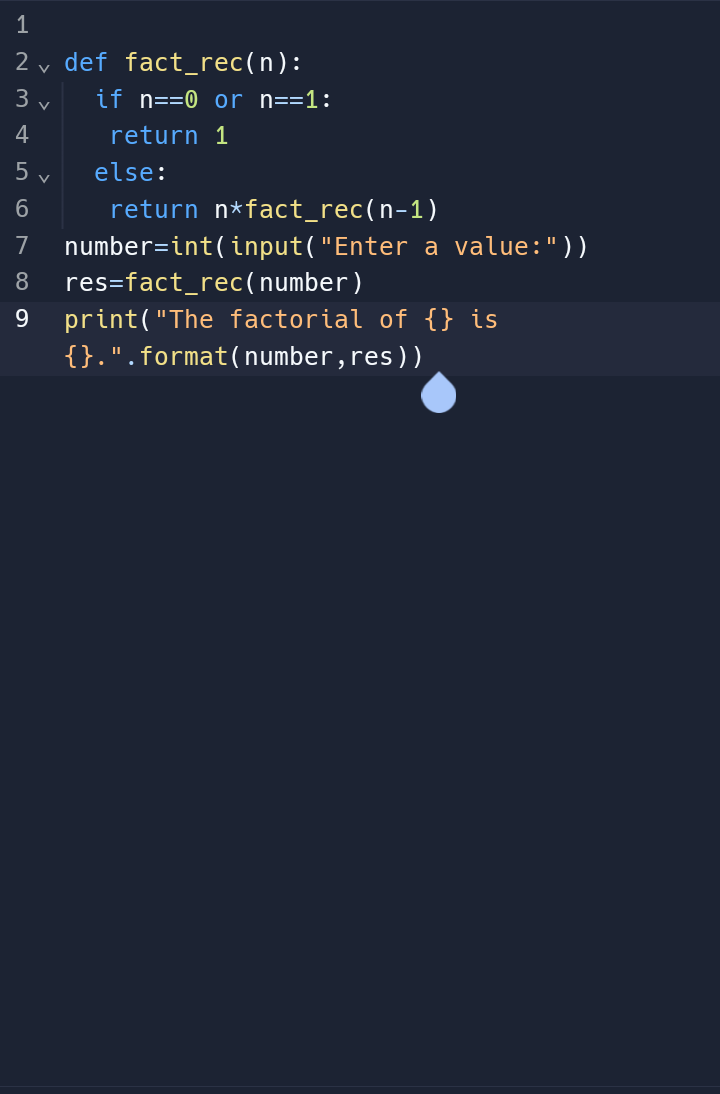 1
2 def fact_rec(n):
3   if n==0 or n==1:
4    return 1
5   else:
6    return n*fact_rec(n-1)
7 number=int(input("Enter a value:"))
8 res=fact_rec(number)
9 print("The factorial of {} is
{}.".format(number,res))